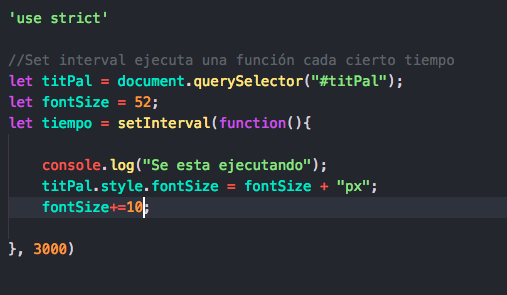 'use strict'
//Set interval ejecuta una función cada cierto tiempo
let titPal = document.querySelector("#titPal");
let fontSize = 52;
let tiempo = setInterval(function(){
console.log("Se esta ejecutando");
titPal.style.fontSize = fontSize + "px";
fontSize+=10;
}, 3000)